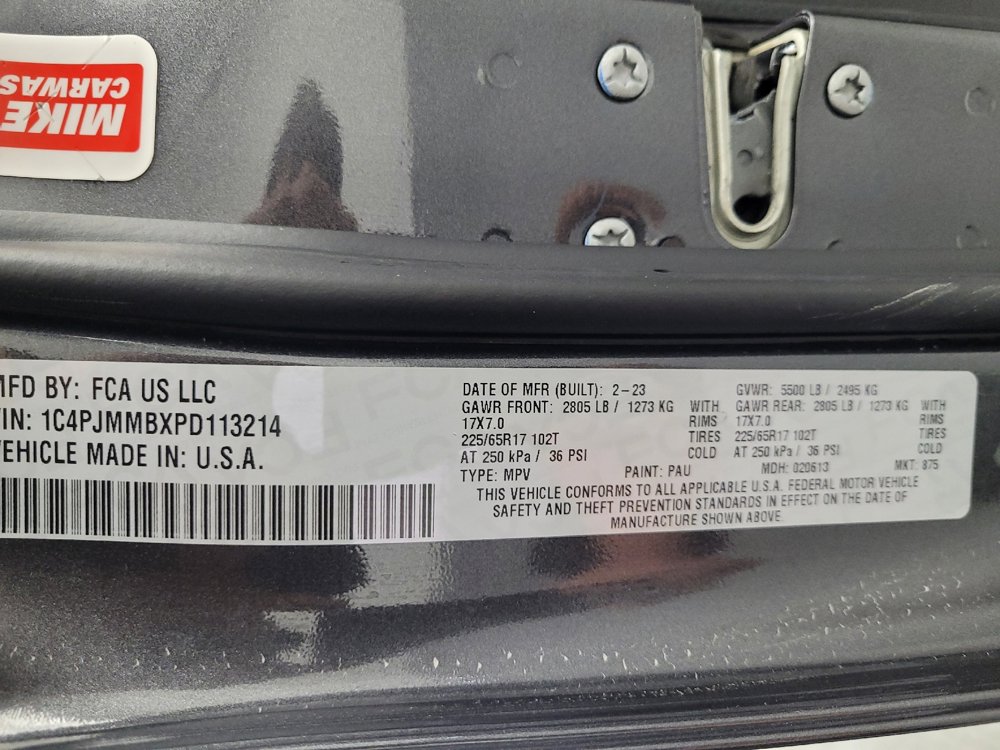 MIKE
CARWAS
MFD BY: FCA US LLC
VIN: 1C4PJMMBXPD113214
VEHICLE MADE IN: U.S.A.
DATE OF MFR (BUILT): 2-23 GVWR: 5500 LB / 2495 KG
GAWR FRONT: 2805 LB / 1273 KG WITH GAWR REAR: 2805 LB / 1273 KG WITH
17X7.0 RIMS 17X7.0 RIMS
225/65R17 102T TIRES 225/65R17 102T TIRES
AT 250 kPa / 36 PSI COLD AT 250 kPa / 36 PSI COLD
TYPE: MPV PAINT: PAU MDH: 020613 MKT: 875
THIS VEHICLE CONFORMS TO ALL APPLICABLE U.S.A. FEDERAL MOTOR VEHICLE
SAFETY AND THEFT PREVENTION STANDARDS IN EFFECT ON THE DATE OF
MANUFACTURE SHOWN ABOVE